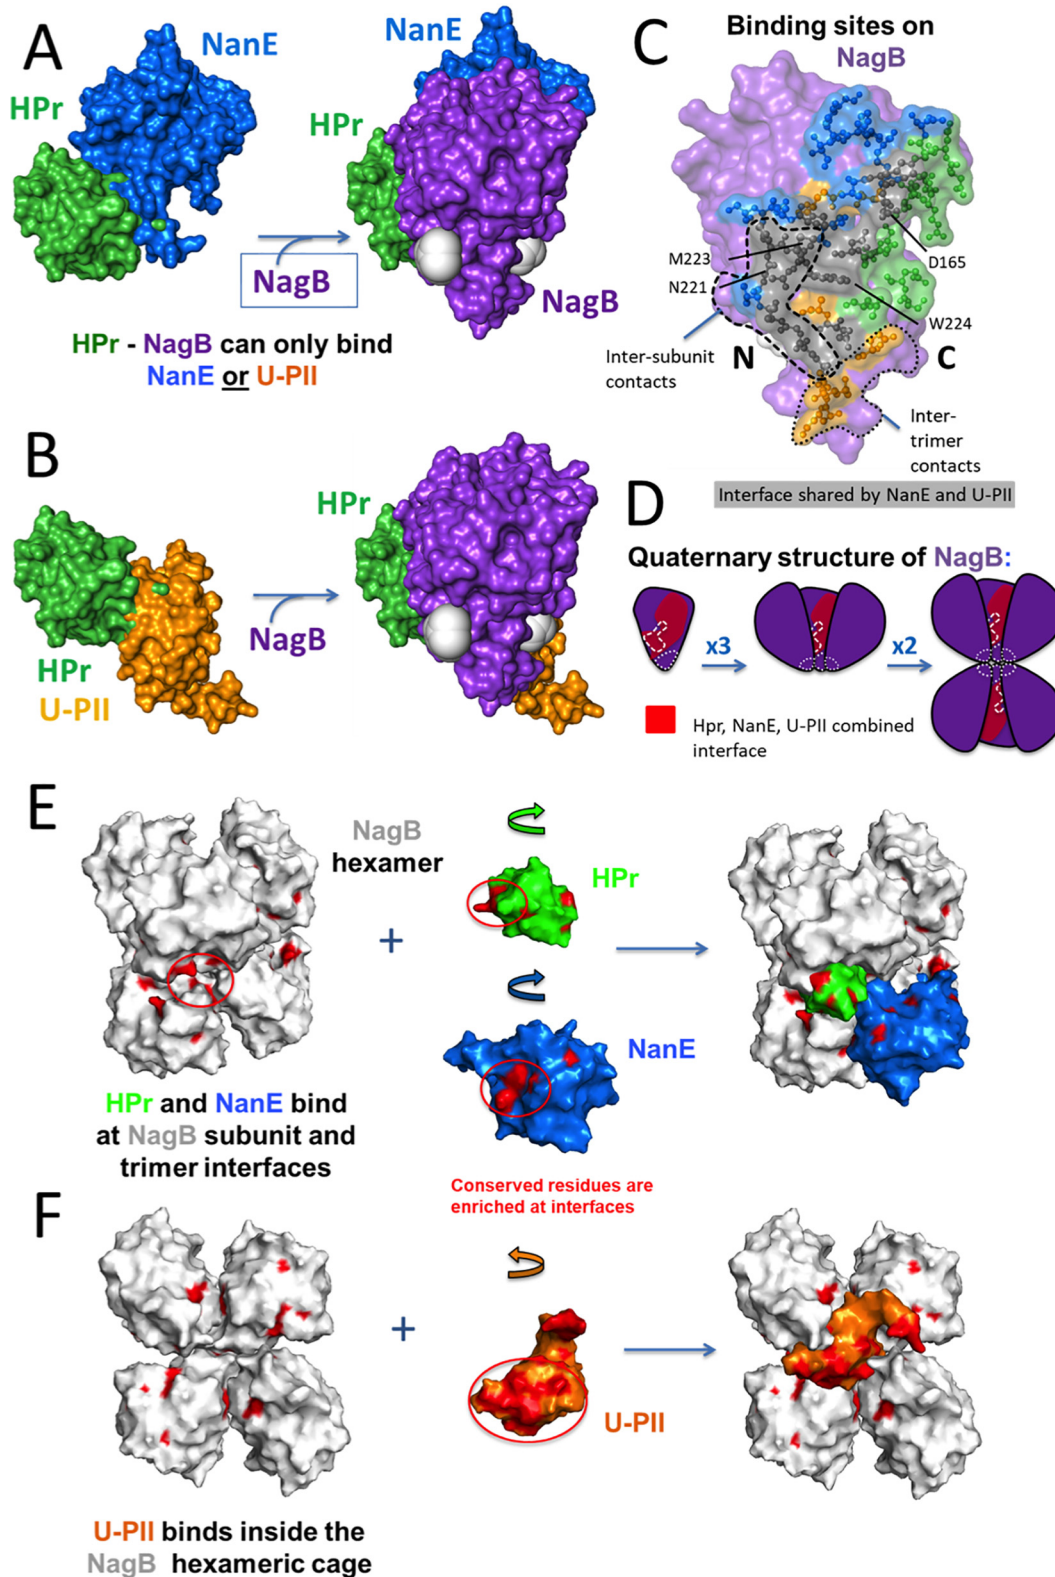 A
NanE
HPr
NagB
NanE
HPr
NagB
HPr - NagB can only bind
NanE or U-PII
C
Binding sites on
NagB
M223
N221
D165
W224
Inter-subunit
contacts
N
C
Inter-
trimer
contacts
Interface shared by NanE and U-PII
B
HPr
U-PII
NagB
HPr
D
Quaternary structure of NagB:
x3
x2
Hpr, NanE, U-PII combined
interface
E
NagB
hexamer
+
HPr
NanE
HPr and NanE bind
at NagB subunit and
trimer interfaces
Conserved residues are
enriched at interfaces
F
+
U-PII
U-PII binds inside the
NagB hexameric cage